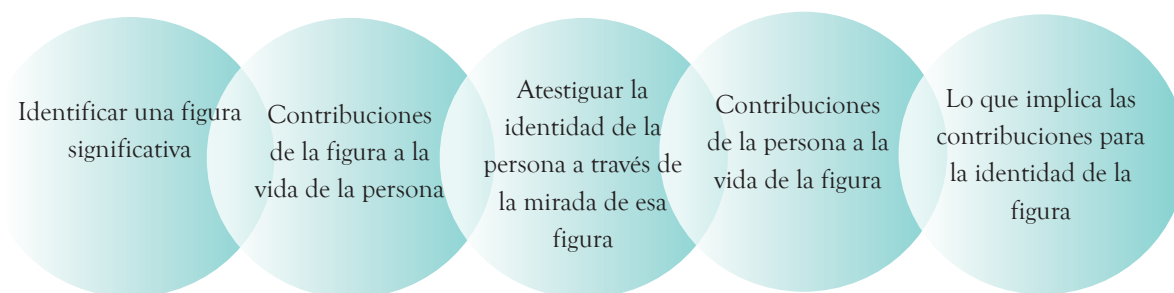 Identificar una figura
significativa
Contribuciones
de la figura a la
vida de la persona
Atestiguar la
identidad de la
persona a través de
la mirada de esa
figura
Contribuciones
de la persona a la
vida de la figura
Lo que implica las
contribuciones para
la identidad de la
figura